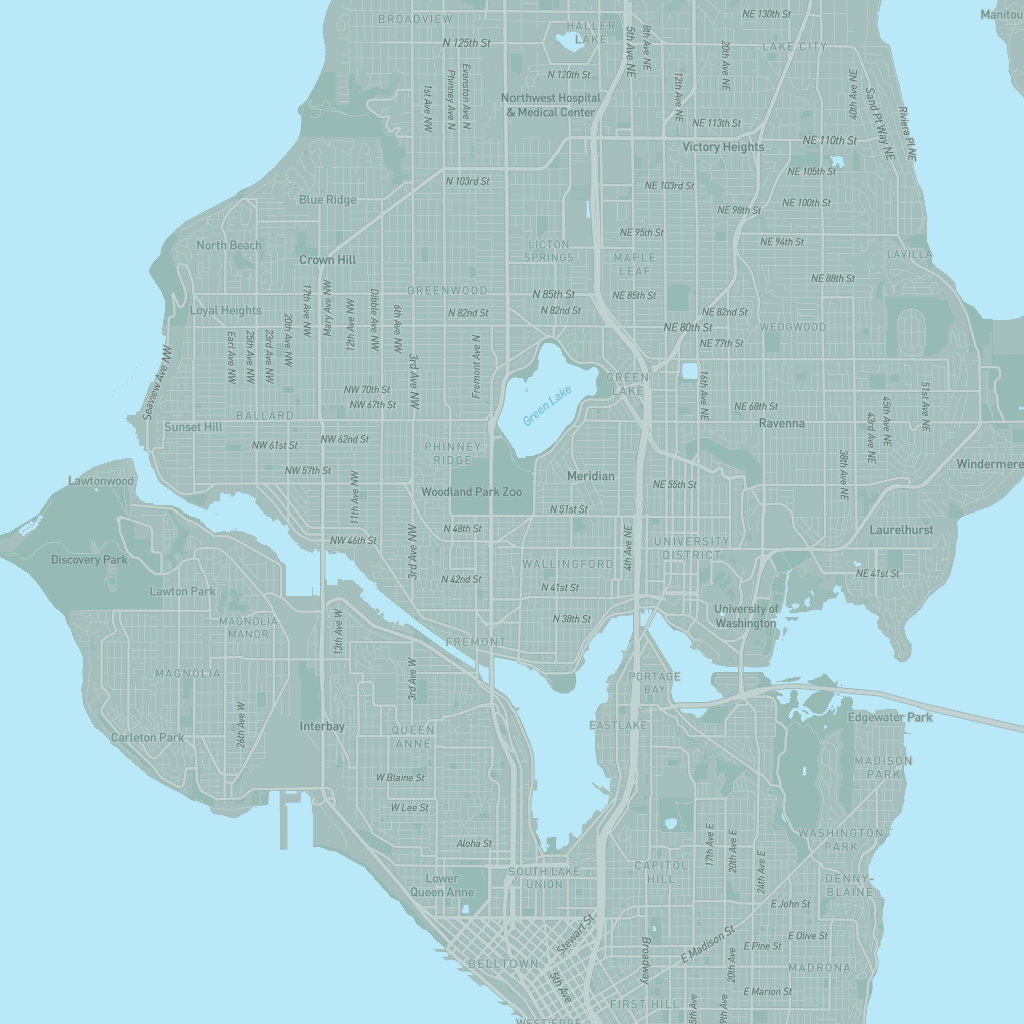 BROADVIEW
HALLER
LAKE
NE 130th St
Manitou
N 125th St
5th Ave NE
8th Ave NE
20th Ave NE
LAKE CITY
Evanston Ave N
Phinney Ave N
1st Ave NW
N 120th St
12th Ave NE
40th Ave NE
Sand Pt Way NE
Riviera Pl NE
Northwest Hospital
& Medical Center
NE 113th St
Victory Heights
NE 110th St
N 103rd St
NE 103rd St
NE 105th St
Blue Ridge
NE 98th St
NE 100th St
North Beach
Crown Hill
LICTON
SPRINGS
NE 95th St
MAPLE
LEAF
NE 94th St
LAVILLA
NE 88th St
GREENWOOD
N 85th St
NE 85th St
Loyal Heights
17th Ave NW
Mary Ave NW
12th Ave NW
Dibble Ave NW
6th Ave NW
N 82nd St
N 82nd St
NE 82nd St
NE 80th St
WEDGWOOD
NE 77th St
Earl Ave NW
25th Ave NW
23rd Ave NW
20th Ave NW
Fremont Ave N
3rd Ave NW
Seaview Ave NW
NW 70th St
NW 67th St
Green Lake
GREEN
LAKE
16th Ave NE
NE 68th St
Ravenna
43rd Ave NE
45th Ave NE
51st Ave NE
BALLARD
Sunset Hill
NW 62nd St
NW 61st St
PHINNEY
RIDGE
NW 57th St
Woodland Park Zoo
Meridian
NE 55th St
38th Ave NE
Windermere
Lawtonwood
11th Ave NW
N 51st St
N 48th St
NW 46th St
3rd Ave NW
4th Ave NE
UNIVERSITY
DISTRICT
Laurelhurst
Discovery Park
WALLINGFORD
N 42nd St
N 41st St
NE 41st St
Lawton Park
MAGNOLIA
MANOR
13th Ave W
N 38th St
University of
Washington
FREMONT
MAGNOLIA
3rd Ave W
PORTAGE
BAY
26th Ave W
Interbay
QUEEN
ANNE
EASTLAKE
Edgewater Park
Carleton Park
MADISON
PARK
W Blaine St
W Lee St
Aloha St
17th Ave E
20th Ave E
24th Ave E
WASHINGTON
PARK
Lower
Queen Anne
SOUTH LAKE
UNION
CAPITOL
HILL
DENNY-
BLAINE
E John St
Stewart St
Broadway
E Madison St
E Olive St
E Pine St
20th Ave
BELLTOWN
5th Ave
MADRONA
E Marion St
FIRST HILL
5th Ave
9th Ave
WEST EDGE